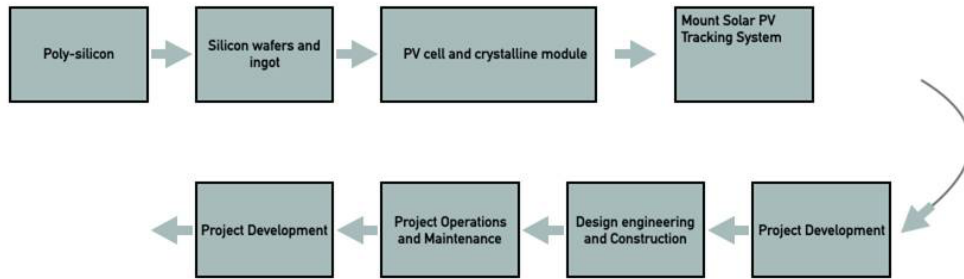 Poly-silicon
Silicon wafers and
ingot
PV cell and crystalline module
Mount Solar PV
Tracking System
Project Development
Project Operations
and Maintenance
Design engineering
and Construction
Project Development